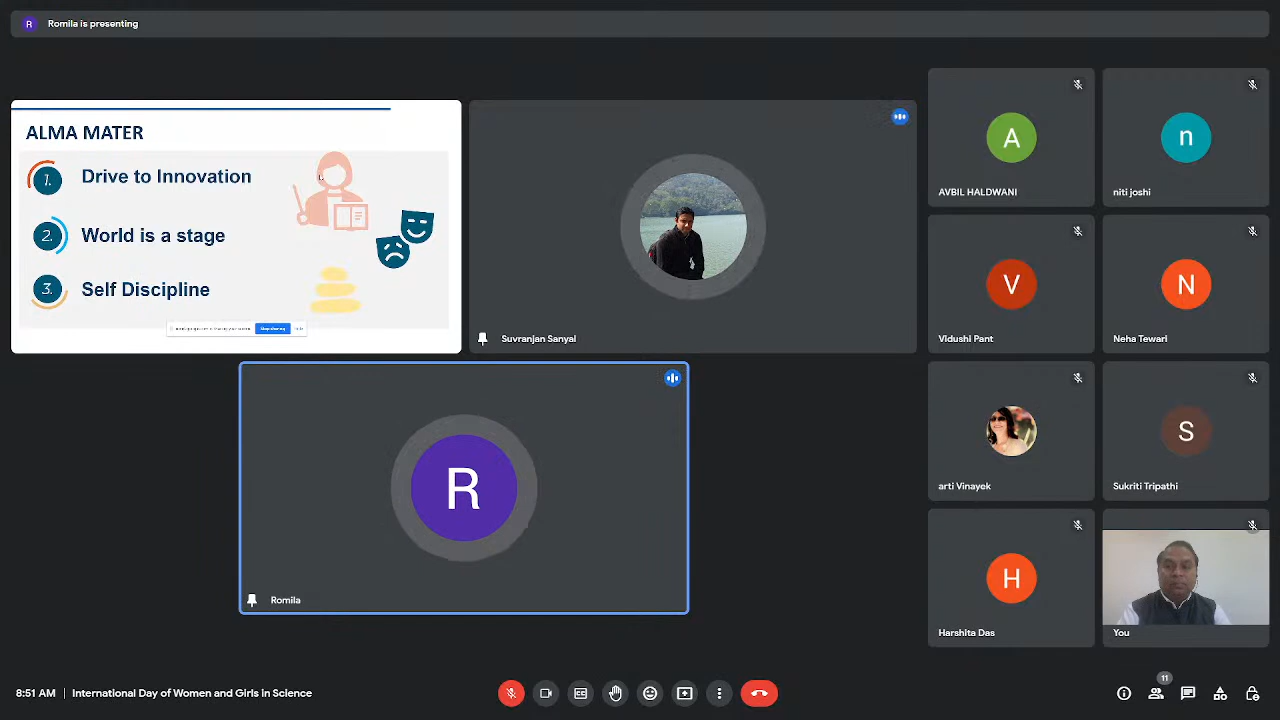 R Romila is presenting
ALMA MATER
1. Drive to Innovation
2. World is a stage
3. Self Discipline
Stop sharing
Suvranjan Sanyal
R
Romila
A
AVBIL HALDWANI
n
niti joshi
V
Vidushi Pant
N
Neha Tewari
arti Vinayek
S
Sukriti Tripathi
H
Harshita Das
You
8:51 AM | International Day of Women and Girls in Science
11